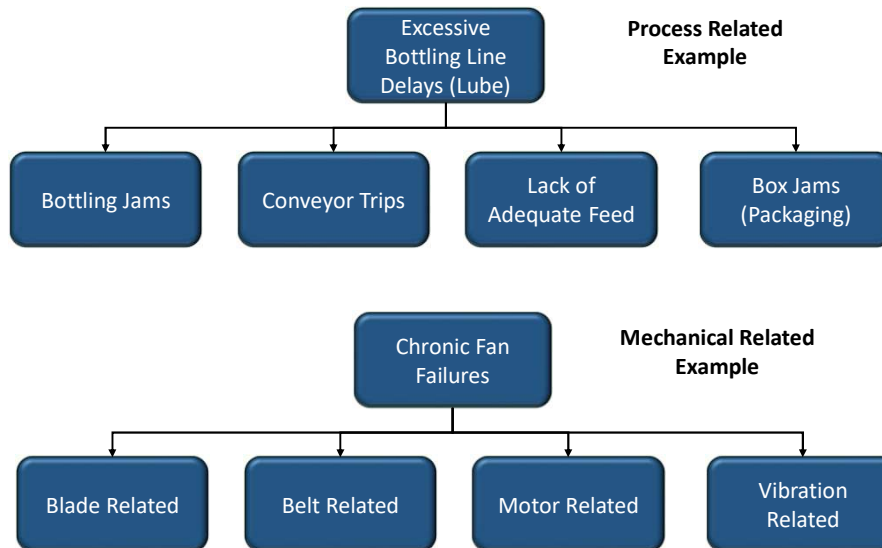 Excessive
Bottling Line
Delays (Lube)
Process Related
Example
Bottling Jams
Conveyor Trips
Lack of
Adequate Feed
Box Jams
(Packaging)
Chronic Fan
Failures
Mechanical Related
Example
Blade Related
Belt Related
Motor Related
Vibration
Related